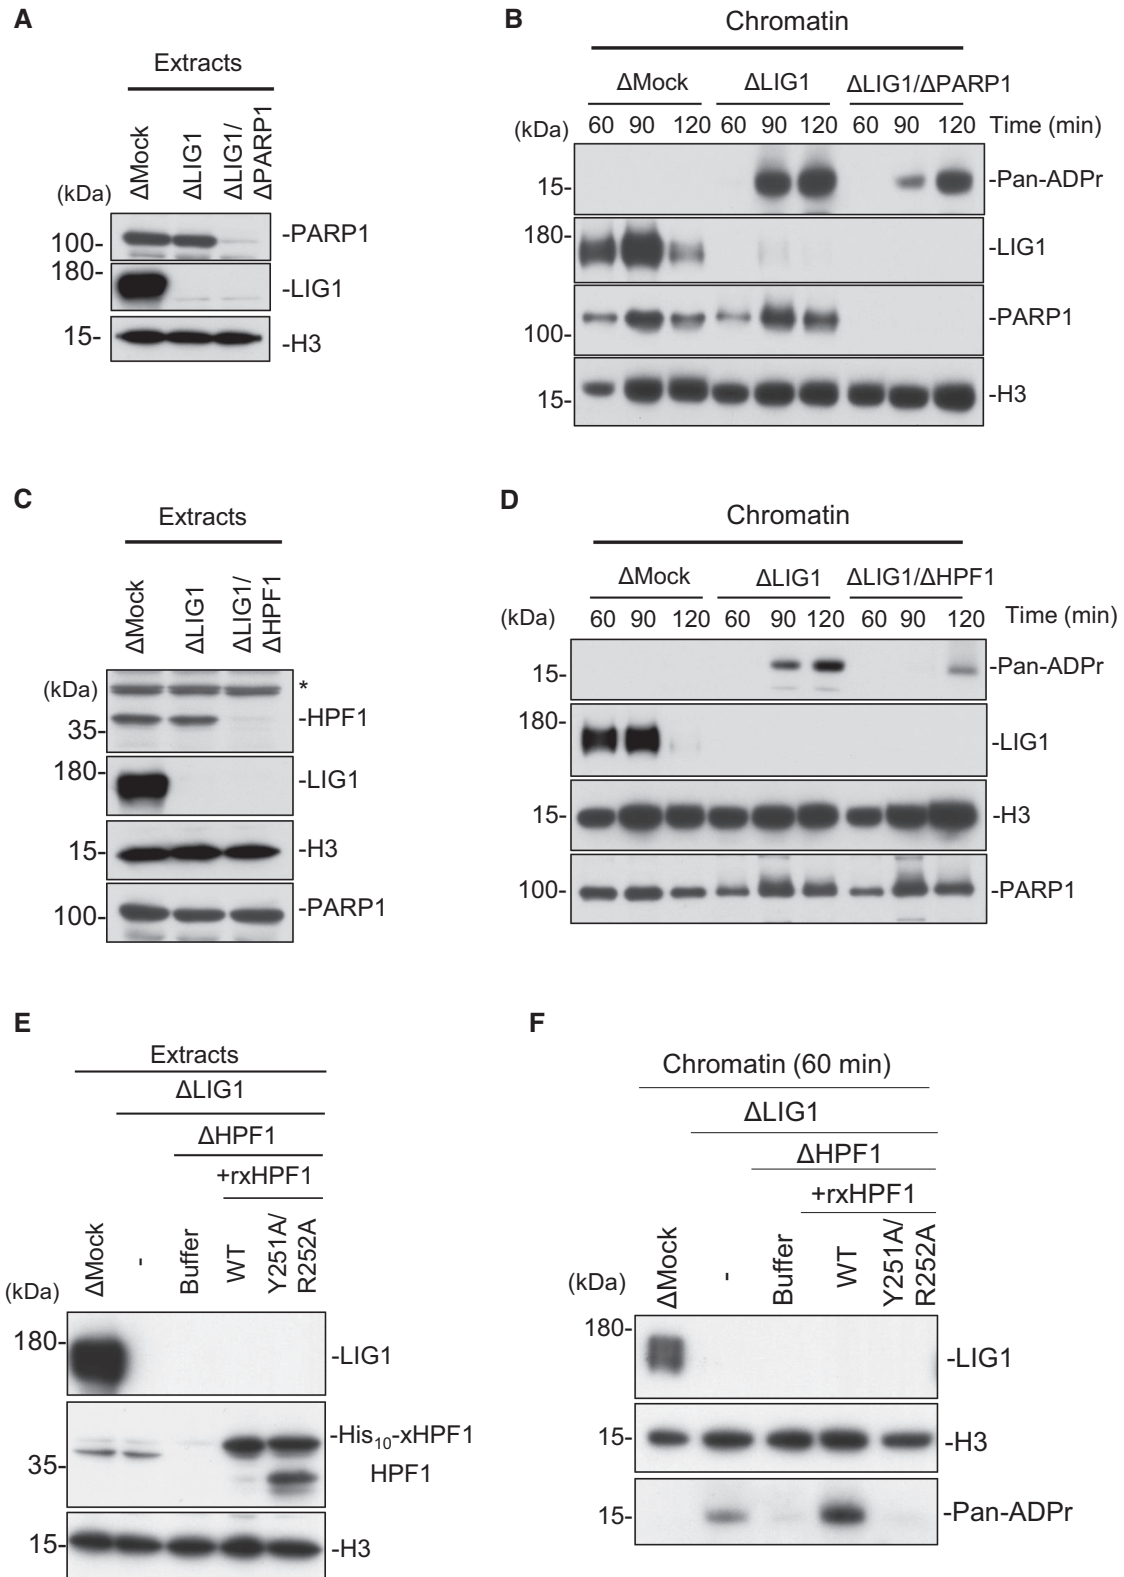 A
Extracts
(kDa)
ΔMock
ΔLIG1
ΔLIG1/
ΔPARP1
100-
-PARP1
180-
-LIG1
15-
-H3
B
Chromatin
ΔMock ΔLIG1 ΔLIG1/ΔPARP1
(kDa) 60 90 120 60 90 120 60 90 120 Time (min)
15- -Pan-ADPr
180- -LIG1
100- -PARP1
15- -H3
C
Extracts
ΔMock
ΔLIG1
ΔLIG1/
ΔHPF1
(kDa) *
35- -HPF1
180- -LIG1
15- -H3
100- -PARP1
D
Chromatin
ΔMock ΔLIG1 ΔLIG1/ΔHPF1
(kDa) 60 90 120 60 90 120 60 90 120 Time (min)
15- -Pan-ADPr
180- -LIG1
15- -H3
100- -PARP1
E
Extracts
ΔLIG1
ΔHPF1
+rxHPF1
(kDa)
ΔMock
-
Buffer
WT
Y251A/
R252A
180- -LIG1
-His10-xHPF1
35- HPF1
15- -H3
F
Chromatin (60 min)
ΔLIG1
ΔHPF1
+rxHPF1
(kDa)
ΔMock
-
Buffer
WT
Y251A/
R252A
180- -LIG1
15- -H3
15- -Pan-ADPr